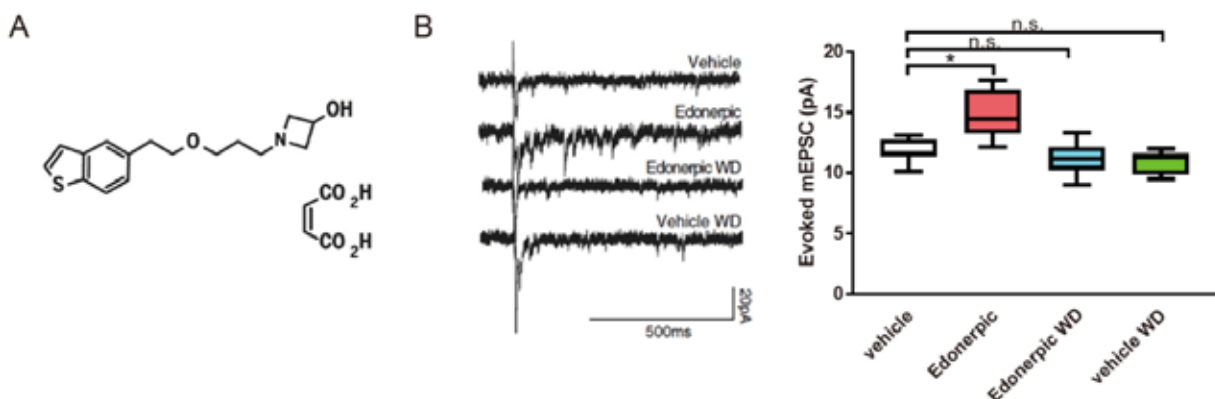 A
OH
O
N
S
CO2H
CO2H
B
Vehicle
Edonerpic
Edonerpic WD
Vehicle WD
20pA
500ms
n.s.
n.s.
*
20
15
10
5
0
Evoked mEPSC (pA)
vehicle
Edonerpic
Edonerpic WD
vehicle WD